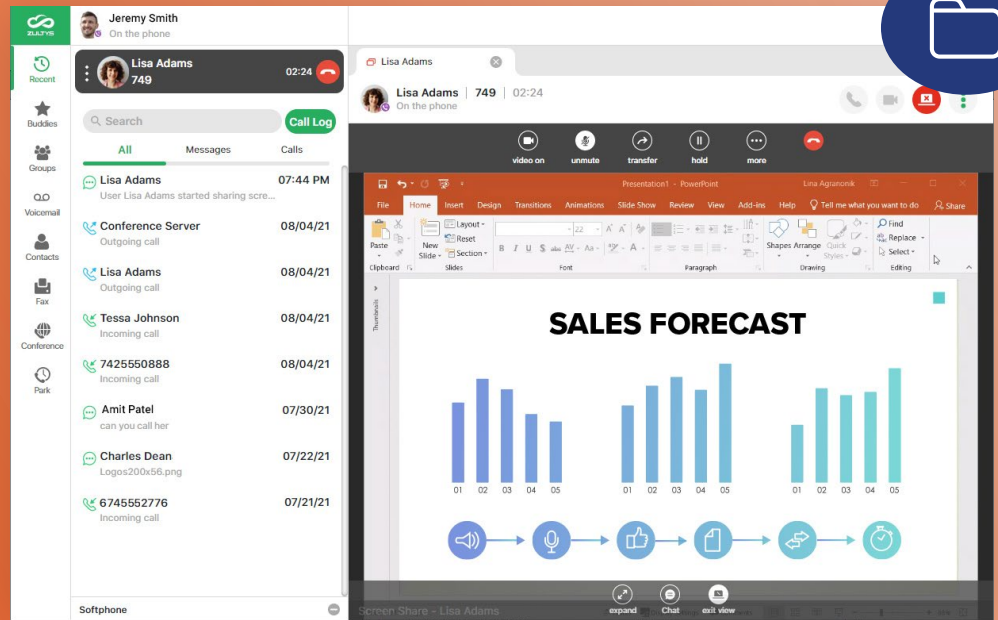 ZULTYS
Jeremy Smith
On the phone
Recent
Buddies
Groups
Voicemail
Contacts
Fax
Conference
Park
Lisa Adams
749
02:24
Search
Call Log
All Messages Calls
Lisa Adams 07:44 PM
User Lisa Adams started sharing scre...
Conference Server 08/04/21
Outgoing call
Lisa Adams 08/04/21
Outgoing call
Tessa Johnson 08/04/21
Incoming call
7425550888 08/04/21
Incoming call
Amit Patel 07/30/21
can you call her
Charles Dean 07/22/21
Logos200x56.png
6745552776 07/21/21
Incoming call
Softphone
Lisa Adams
Lisa Adams | 749 | 02:24
On the phone
video on unmute transfer hold more
Presentation1 - PowerPoint Lina Agranonik
File Home Insert Design Transitions Animations Slide Show Review View Add-ins Help Tell me what you want to do Share
Paste
New
Slide
Layout
Reset
Section
22
B I U S abc AV Aa A
Shapes Arrange Quick
Styles
Find
Replace
Select
Clipboard Slides Font Paragraph Drawing Editing
Thumbnails
SALES FORECAST
01 02 03 04 05 01 02 03 04 05 01 02 03 04 05
expand Chat exit view
Screen Share - Lisa Adams